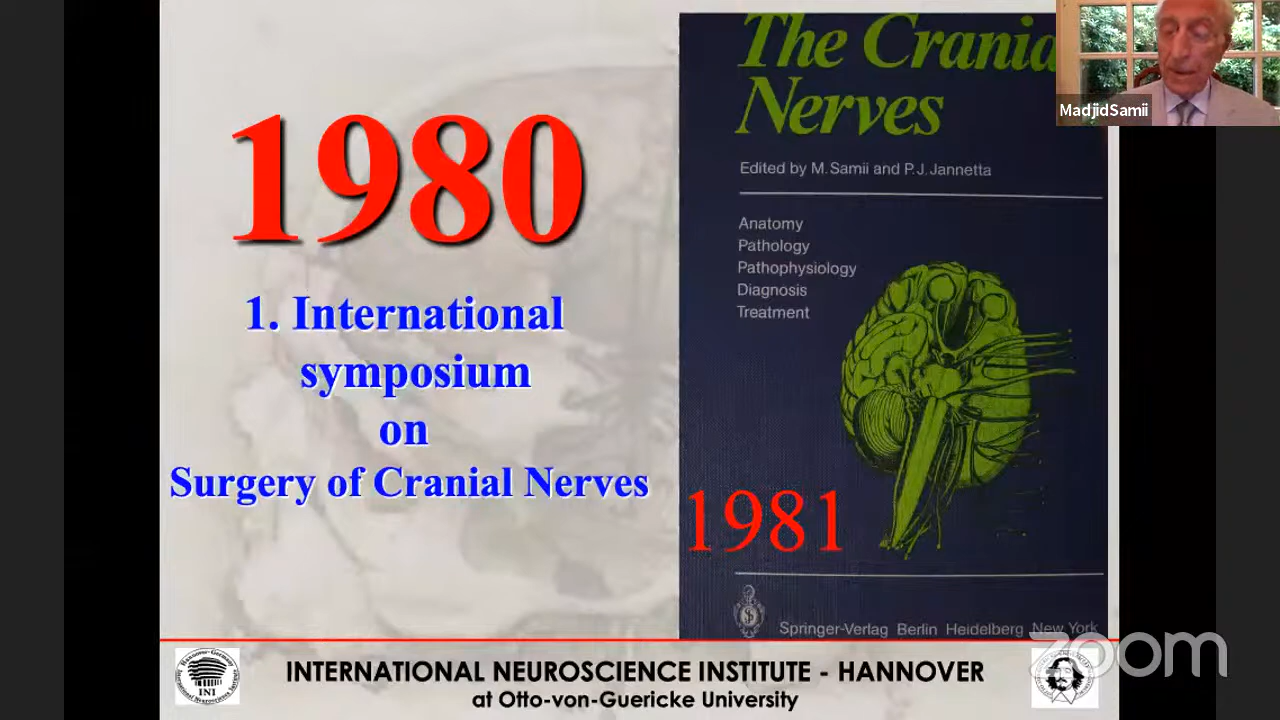 1980
1. International
symposium
on
Surgery of Cranial Nerves
The Crania
Nerves
Edited by M. Samii and P.J. Jannetta
Anatomy
Pathology
Pathophysiology
Diagnosis
Treatment
1981
Springer-Verlag Berlin Heidelberg New York
MadjidSamii
INTERNATIONAL NEUROSCIENCE INSTITUTE - HANNOVER
at Otto-von-Guericke University
INI
zoom